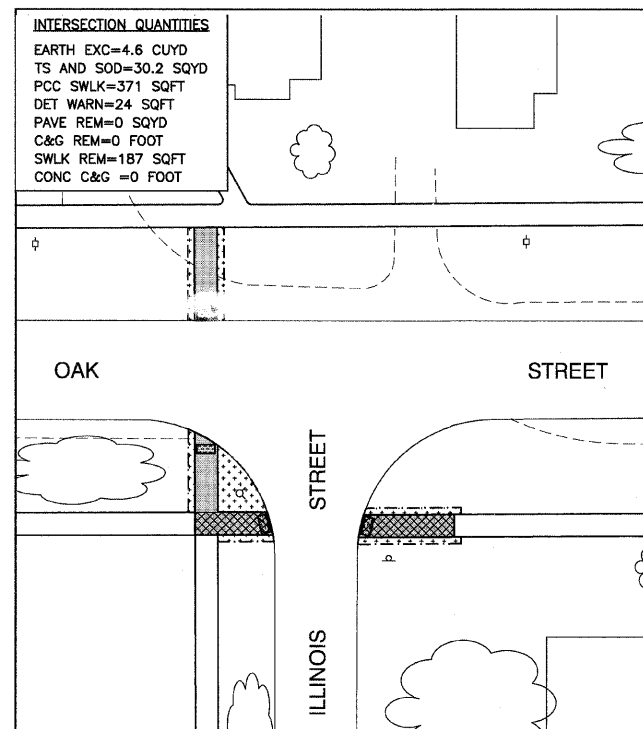 INTERSECTION QUANTITIES
EARTH EXC=4.6 CUYD
TS AND SOD=30.2 SQYD
PCC SWLK=371 SQFT
DET WARN=24 SQFT
PAVE REM=0 SQYD
C&G REM=0 FOOT
SWLK REM=187 SQFT
CONC C&G =0 FOOT
OAK STREET
ILLINOIS STREET